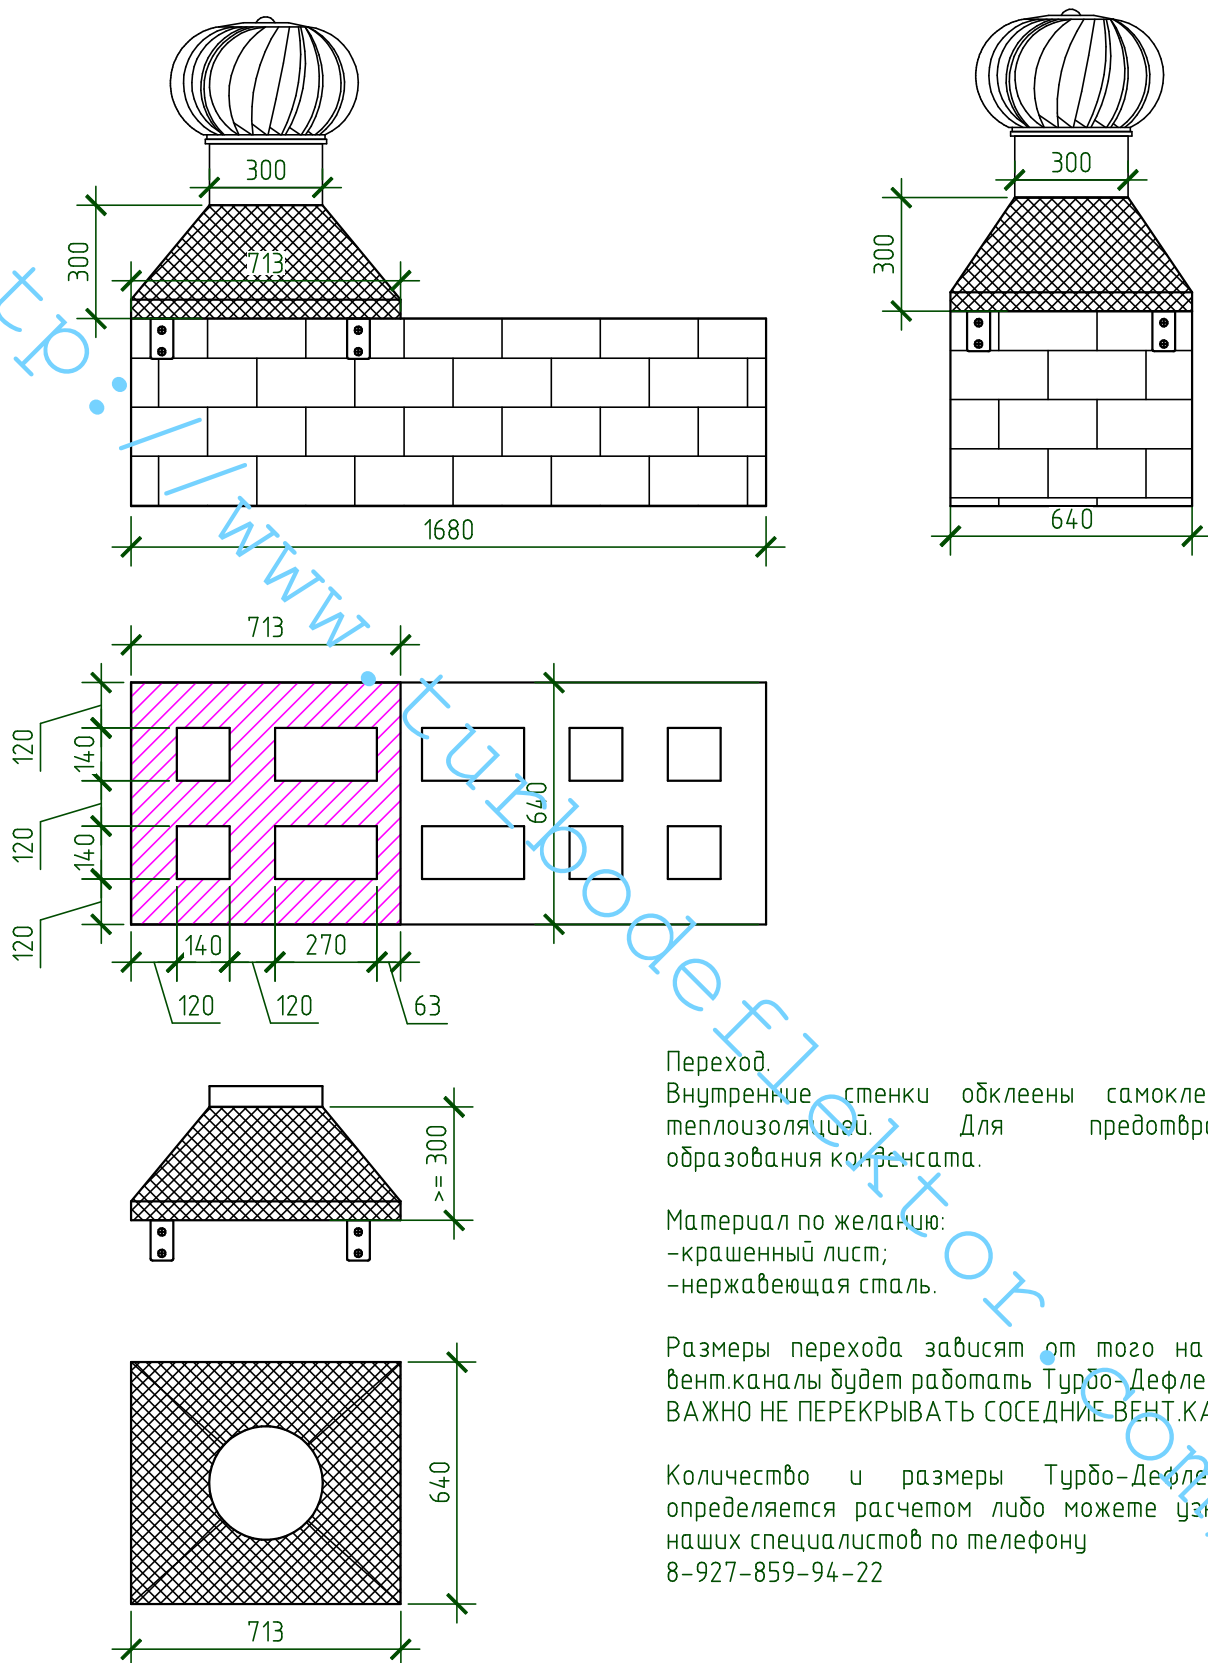 300
300
713
300
300
1680
640
713
120
140
120
140
120
640
140
270
120
120
63
>= 300
640
713
tp://www.turbodeflektor.com
Переход.
Внутренние стенки обклеены
теплоизоляцией. Для
образования конденсата.
Материал по желанию:
-крашенный лист;
-нержавеющая сталь.
Размеры перехода зависят от того на
вент.каналы будет работать Турбо-Дефле
ВАЖНО НЕ ПЕРЕКРЫВАТЬ СОСЕДНИЕ ВЕНТ.КА
Количество и размеры Турбо-Дефле
определяется расчетом либо можете
наших специалистов по телефону
8-927-859-94-22